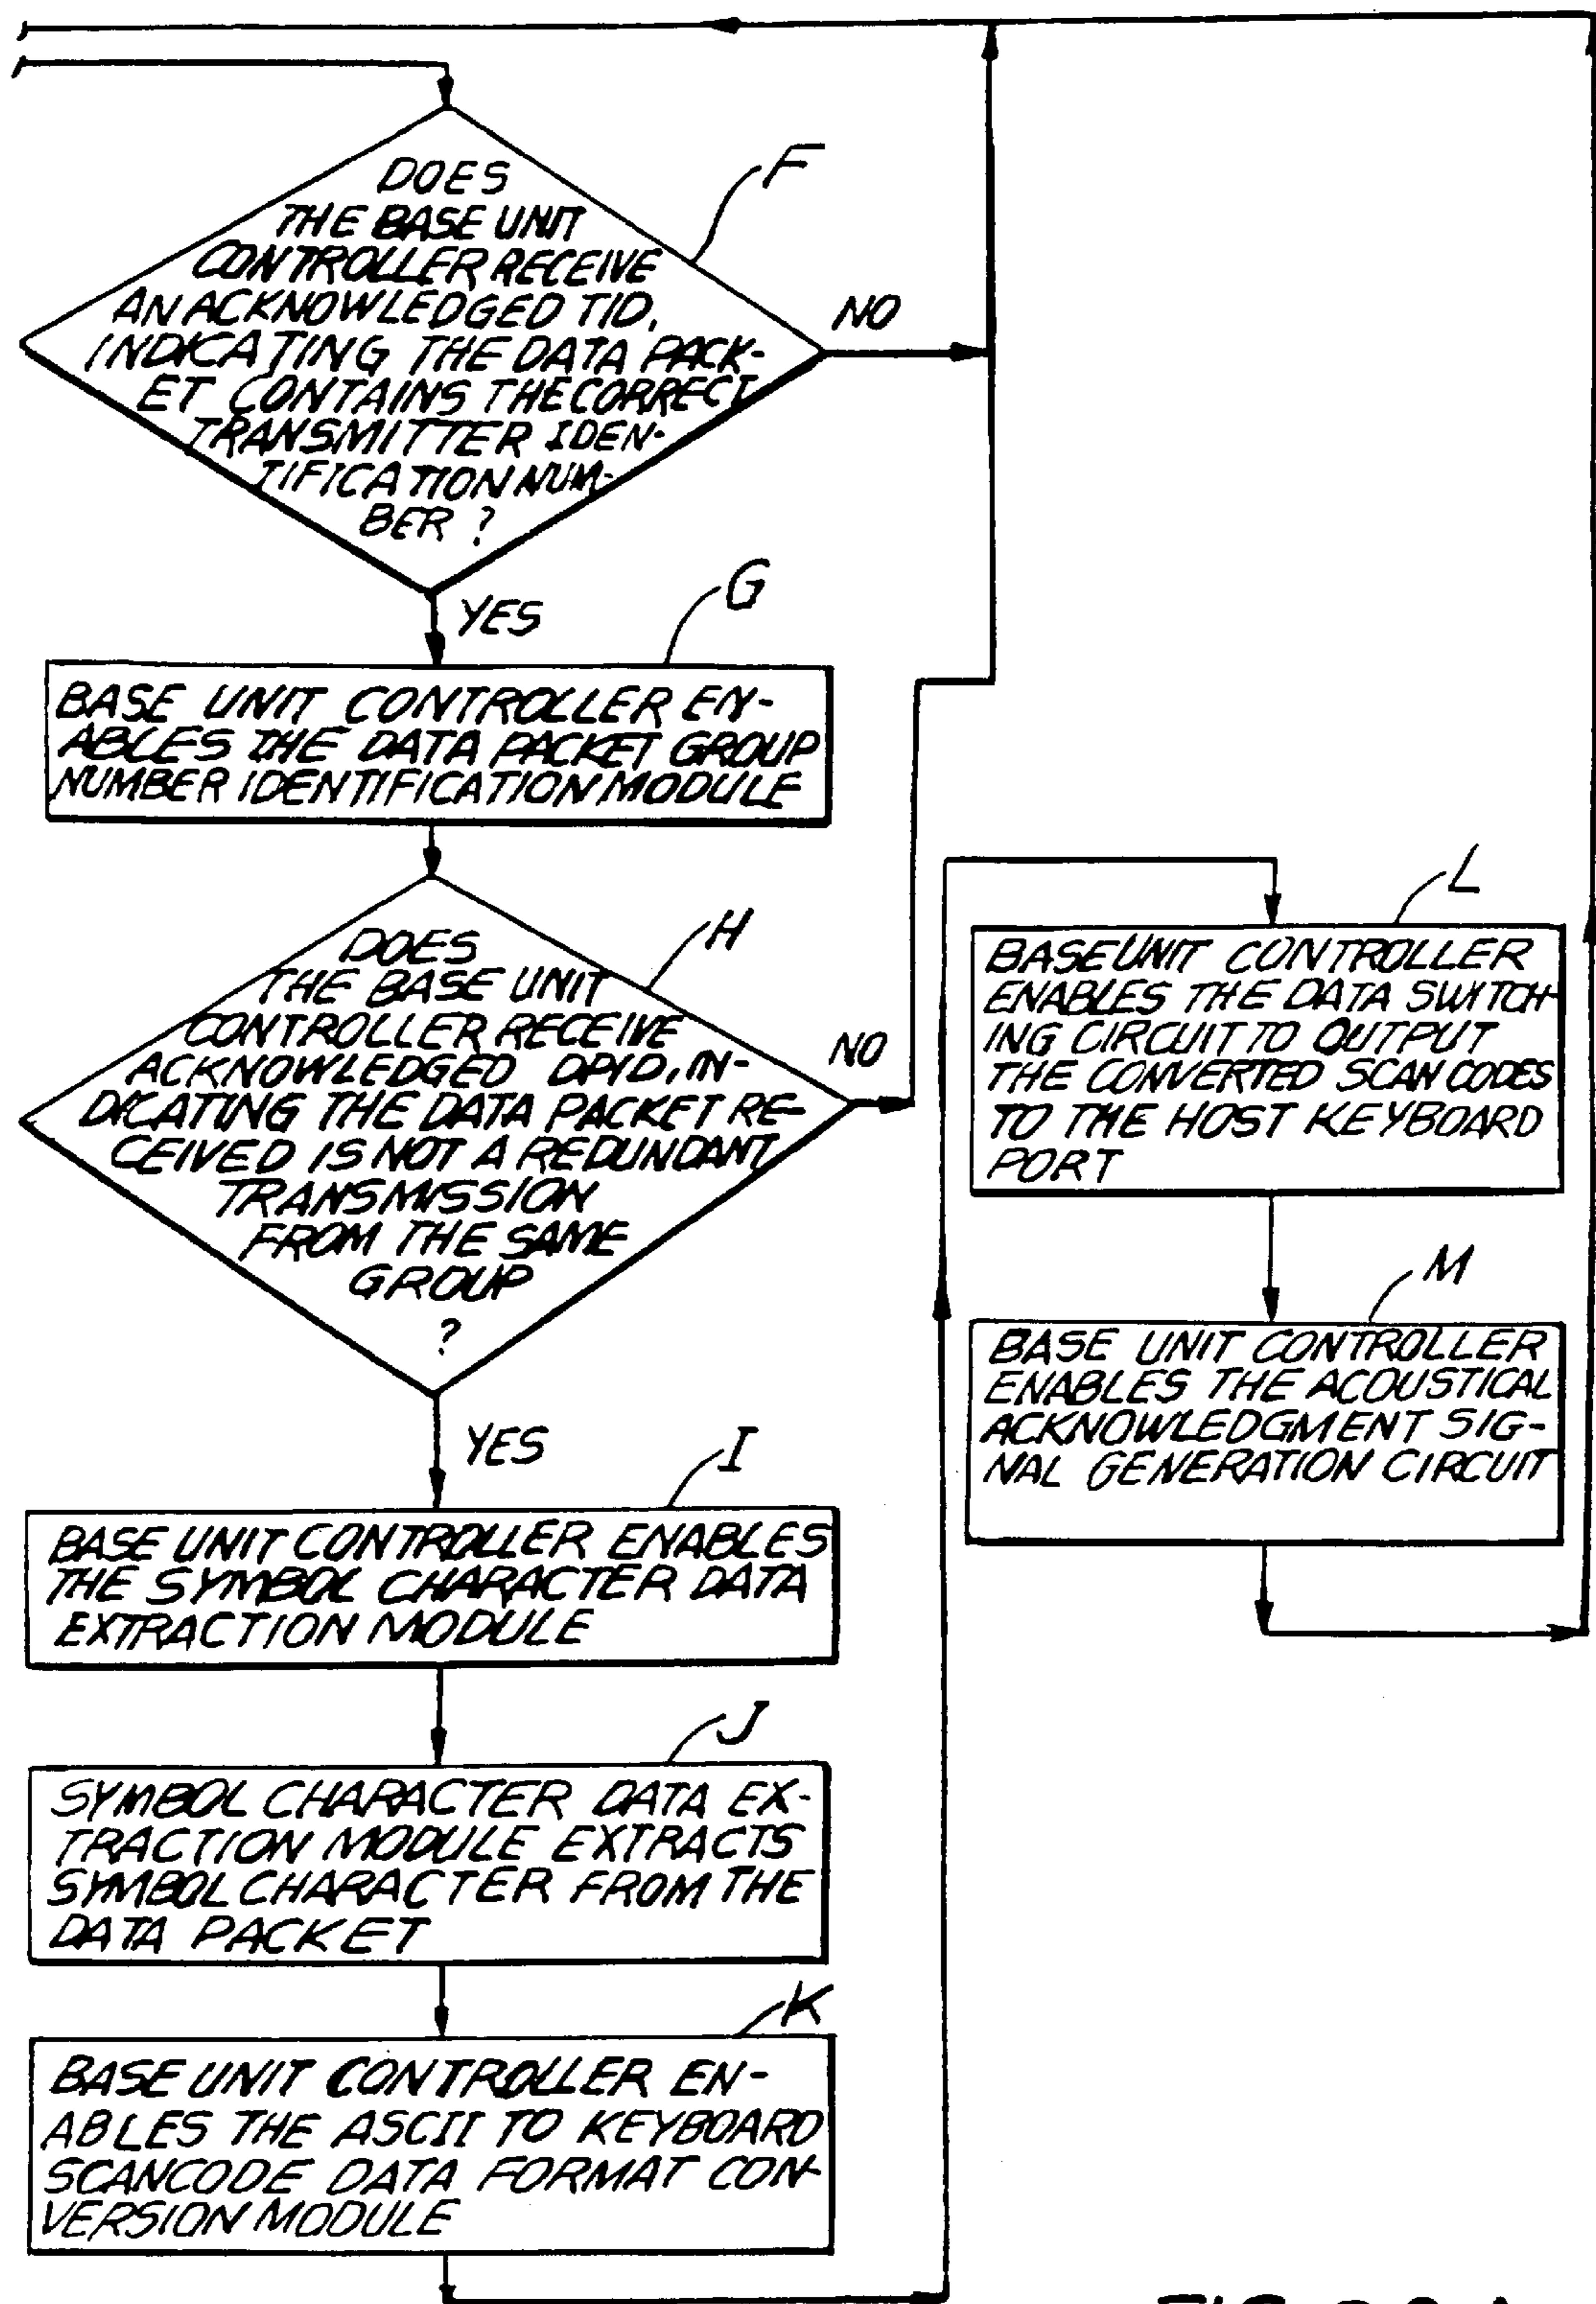 F
DOES
THE BASE UNIT
CONTROLLER RECEIVE
AN ACKNOWLEDGED TID,
INDICATING THE DATA PACK-
ET CONTAINS THE CORRECT
TRANSMITTER IDEN-
TIFICATION NUM-
BER ?
NO
YES
G
BASE UNIT CONTROLLER EN-
ABLES THE DATA PACKET GROUP
NUMBER IDENTIFICATION MODULE
H
DOES
THE BASE UNIT
CONTROLLER RECEIVE
ACKNOWLEDGED DPID, IN-
DICATING THE DATA PACKET RE-
CEIVED IS NOT A REDUNDANT
TRANSMISSION
FROM THE SAME
GROUP
?
NO
YES
I
BASE UNIT CONTROLLER ENABLES
THE SYMBOL CHARACTER DATA
EXTRACTION MODULE
J
SYMBOL CHARACTER DATA EX-
TRACTION MODULE EXTRACTS
SYMBOL CHARACTER FROM THE
DATA PACKET
K
BASE UNIT CONTROLLER EN-
ABLES THE ASCII TO KEYBOARD
SCANCODE DATA FORMAT CON-
VERSION MODULE
L
BASE UNIT CONTROLLER
ENABLES THE DATA SWITCH-
ING CIRCUIT TO OUTPUT
THE CONVERTED SCAN CODES
TO THE HOST KEYBOARD
PORT
M
BASE UNIT CONTROLLER
ENABLES THE ACOUSTICAL
ACKNOWLEDGMENT SIG-
NAL GENERATION CIRCUIT